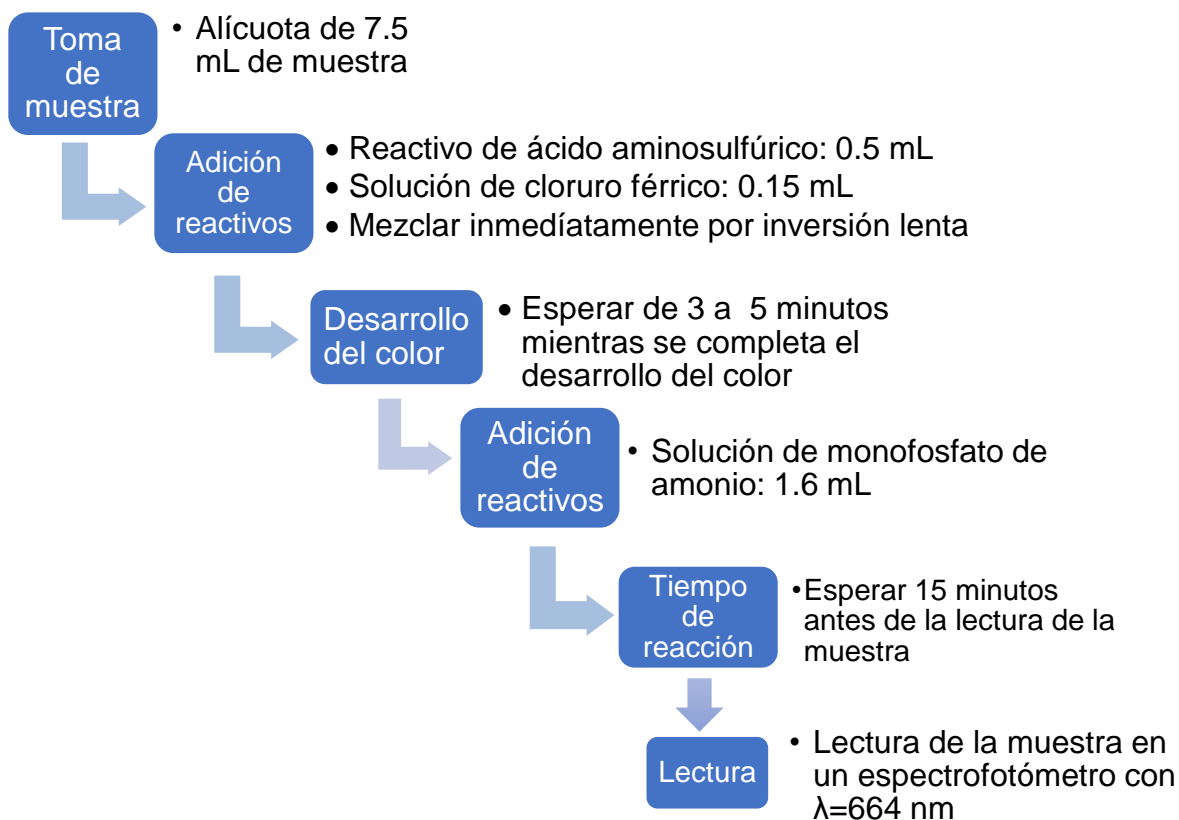 Toma
de
muestra
• Alícuota de 7.5
mL de muestra
Adición
de
reactivos
• Reactivo de ácido aminosulfúrico: 0.5 mL
• Solución de cloruro férrico: 0.15 mL
• Mezclar inmedíatamente por inversión lenta
Desarrollo
del color
• Esperar de 3 a 5 minutos
mientras se completa el
desarrollo del color
Adición
de
reactivos
• Solución de monofosfato de
amonio: 1.6 mL
Tiempo
de
reacción
•Esperar 15 minutos
antes de la lectura de la
muestra
Lectura
• Lectura de la muestra en
un espectrofotómetro con
λ=664 nm